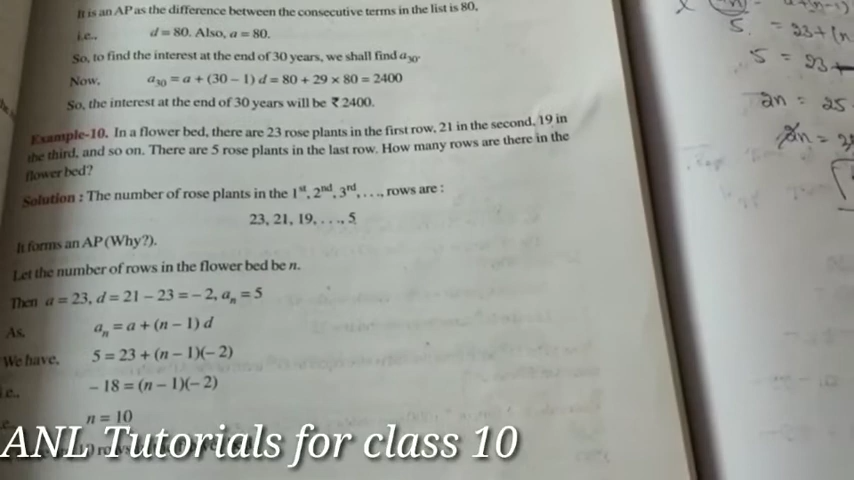 It is an AP as the difference between the consecutive terms in the list is 80,
i.e., d = 80. Also, a = 80.
So, to find the interest at the end of 30 years, we shall find a₃₀.
Now, a₃₀ = a + (30 – 1) d = 80 + 29 × 80 = 2400
So, the interest at the end of 30 years will be ₹ 2400.
Example-10. In a flower bed, there are 23 rose plants in the first row, 21 in the second, 19 in
the third, and so on. There are 5 rose plants in the last row. How many rows are there in the
flower bed?
Solution : The number of rose plants in the 1st, 2nd, 3rd, . . ., rows are :
23, 21, 19, . . ., 5
It forms an AP (Why?).
Let the number of rows in the flower bed be n.
Then a = 23, d = 21 – 23 = – 2, aₙ = 5
As, aₙ = a + (n – 1) d
We have, 5 = 23 + (n – 1)(– 2)
i.e., – 18 = (n – 1)(– 2)
n = 10
ANL Tutorials for class 10
5 = 23 + (n
5 = 23 +
2n = 25
2n =